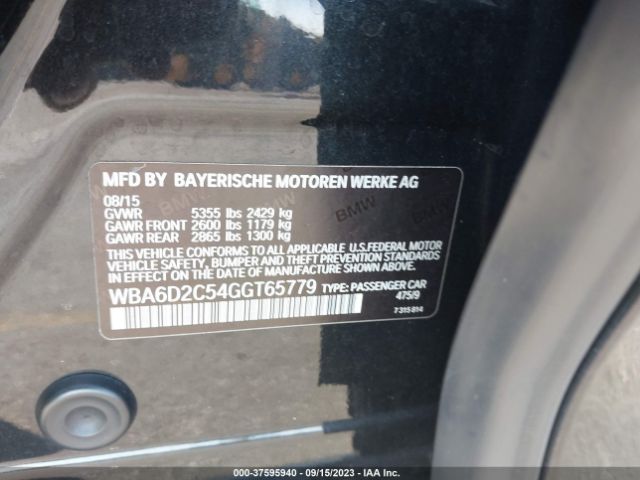 MFD BY BAYERISCHE MOTOREN WERKE AG
08/15
GVWR 5355 lbs 2429 kg
GAWR FRONT 2600 lbs 1179 kg
GAWR REAR 2865 lbs 1300 kg
THIS VEHICLE CONFORMS TO ALL APPLICABLE U.S.FEDERAL MOTOR
VEHICLE SAFETY, BUMPER AND THEFT PREVENTION STANDARDS
IN EFFECT ON THE DATE OF MANUFACTURE SHOWN ABOVE.
WBA6D2C54GGT65779 TYPE: PASSENGER CAR
475/9
7315814
BMW
BMW
000-37595940 - 09/15/2023 - IAA Inc.